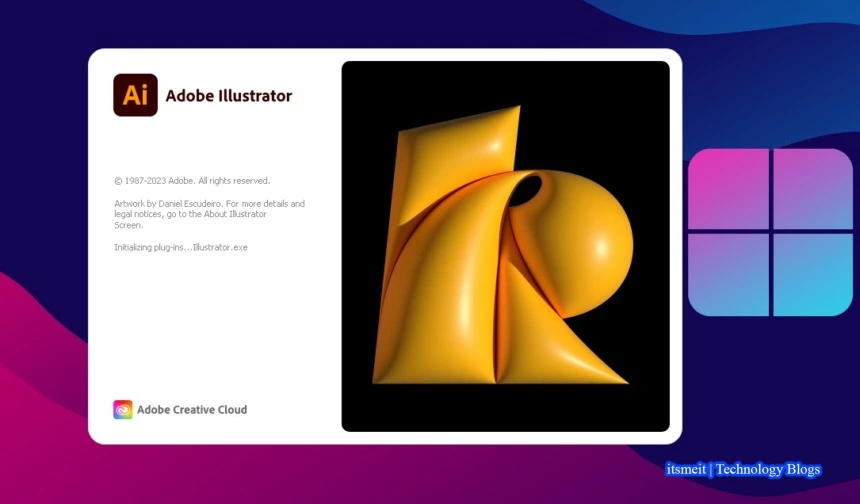 Ai
Adobe Illustrator
© 1987-2023 Adobe. All rights reserved.
Artwork by Daniel Escudeiro. For more details and
legal notices, go to the About Illustrator
Screen.
Initializing plug-ins...Illustrator.exe
Adobe Creative Cloud
itsmeit | Technology Blogs